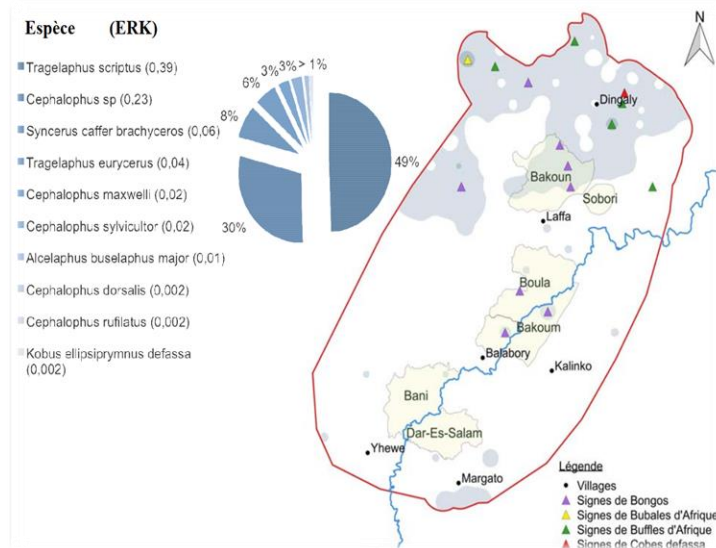 Espèce (ERK)
Tragelaphus scriptus (0,39)
Cephalophus sp (0,23)
Syncerus caffer brachyceros (0,06)
Tragelaphus eurycerus (0,04)
Cephalophus maxwelli (0,02)
Cephalophus sylvicultor (0,02)
Alcelaphus buselaphus major (0,01)
Cephalophus dorsalis (0,002)
Cephalophus rufilatus (0,002)
Kobus ellipsiprymnus defassa
(0,002)
3% 3% > 1%
6%
8%
49%
30%
N
Dingaly
Bakoun
Sobori
Laffa
Boula
Bakoum
Balabory
Kalinko
Bani
Dar-Es-Salam
Yhewe
Margato
Légende
Villages
Signes de Bongos
Signes de Bubales d'Afrique
Signes de Buffles d'Afrique
Signes de Cobes defassa